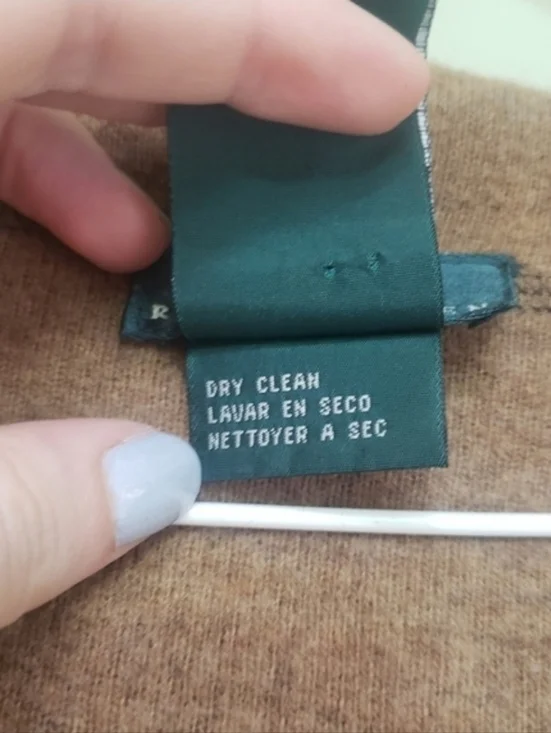 DRY CLEAN
LAVAR EN SECO
NETTOYER A SEC